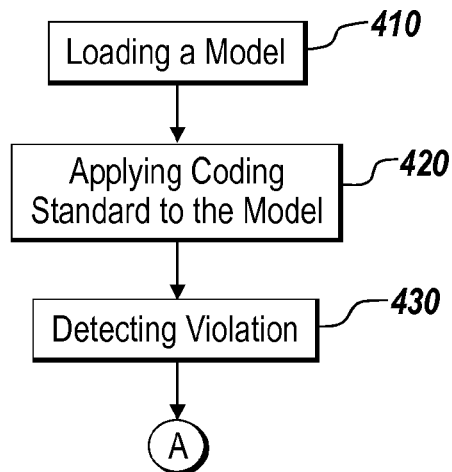 410
Loading a Model
420
Applying Coding
Standard to the Model
430
Detecting Violation
A